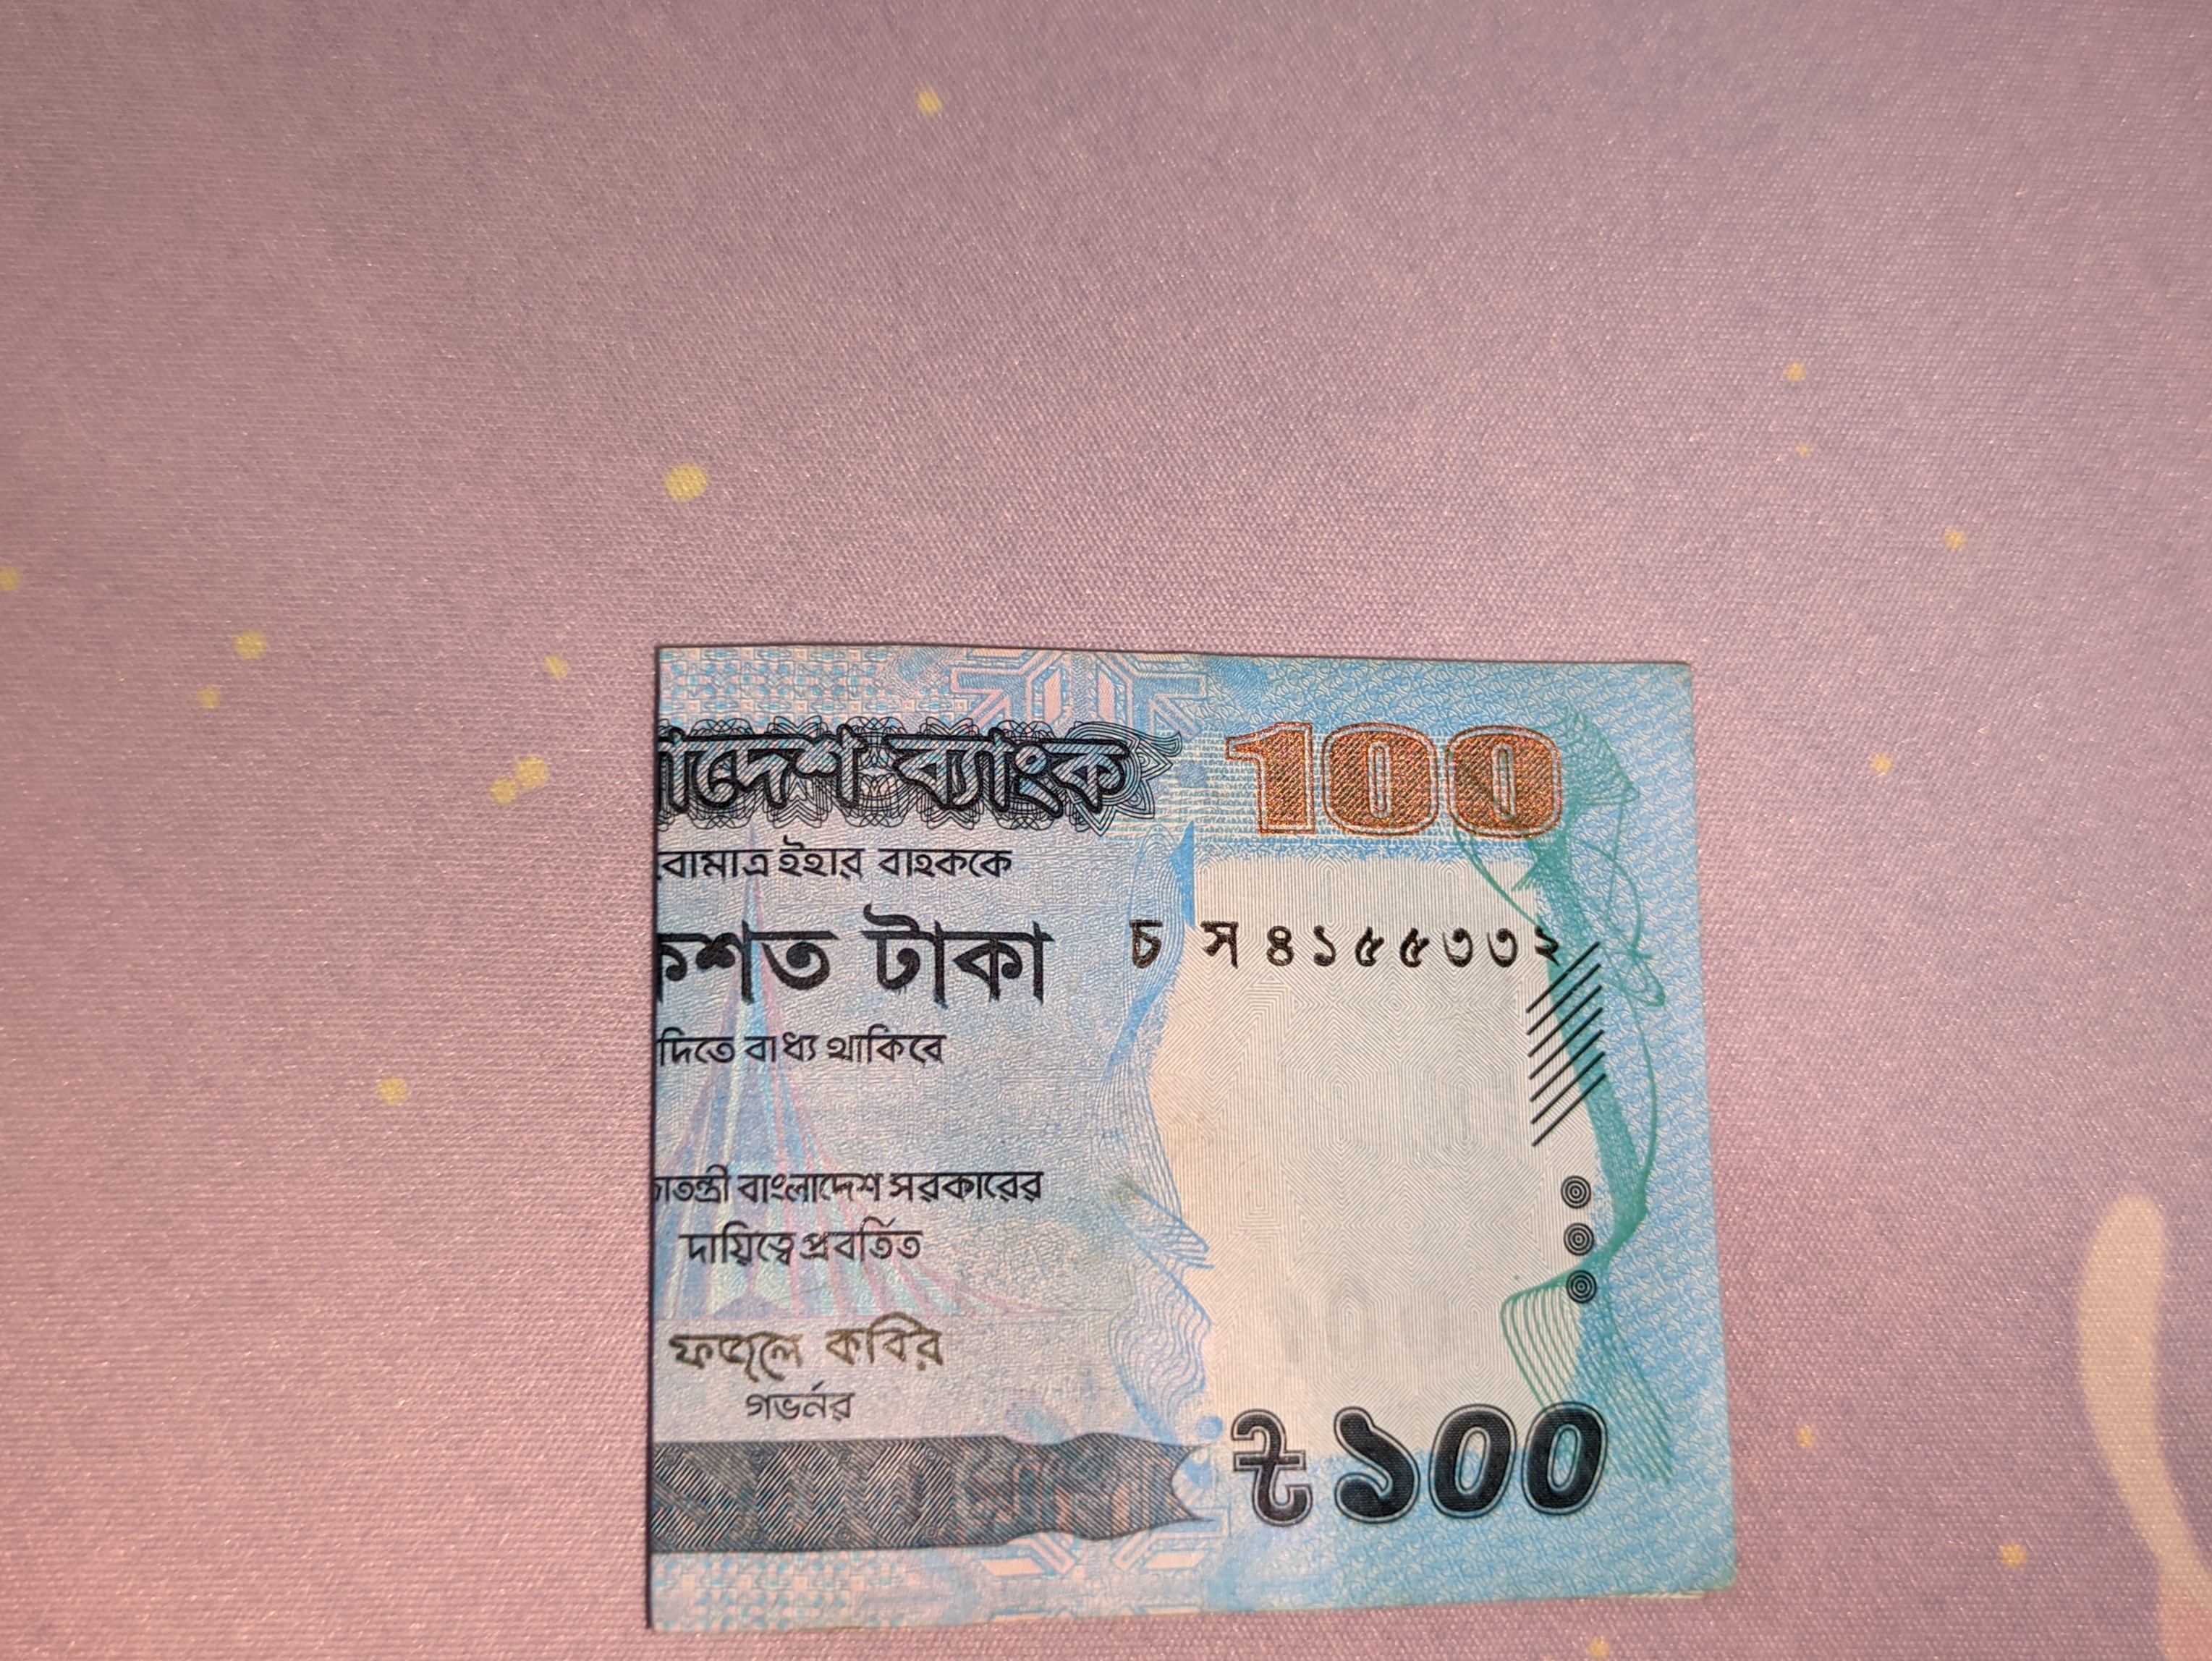 াদেশ ব্যাংক
100
বামাত্র ইহার বাহককে
কশত টাকা
চ স ৪১৫৫৩৩২
দিতে বাধ্য থাকিবে
াতন্ত্রী বাংলাদেশ সরকারের
দায়িত্বে প্রবর্তিত
ফজলে কবির
গভর্নর
৳১০০